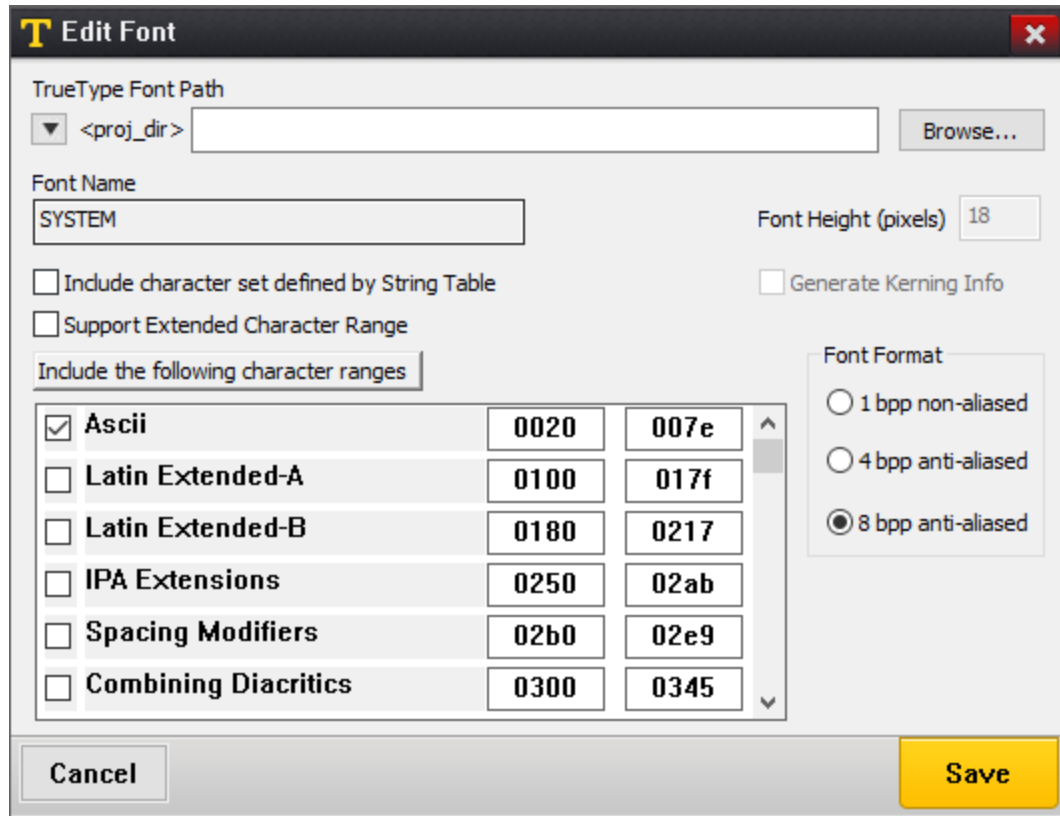 T Edit Font
TrueType Font Path
<proj_dir>
Browse...
Font Name
SYSTEM
Font Height (pixels) 18
Include character set defined by String Table
Generate Kerning Info
Support Extended Character Range
Include the following character ranges
Font Format
Ascii 0020 007e
1 bpp non-aliased
Latin Extended-A 0100 017f
4 bpp anti-aliased
Latin Extended-B 0180 0217
8 bpp anti-aliased
IPA Extensions 0250 02ab
Spacing Modifiers 02b0 02e9
Combining Diacritics 0300 0345
Cancel
Save